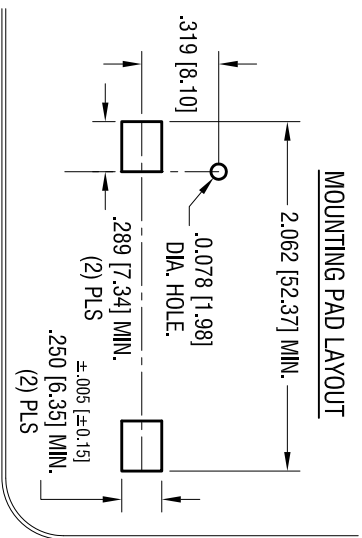 MOUNTING PAD LAYOUT
2.062 [52.37] MIN.
.319 [8.10]
.0.078 [1.98]
DIA. HOLE.
.289 [7.34] MIN.
(2) PLS
±.005 [±0.15]
.250 [6.35] MIN.
(2) PLS